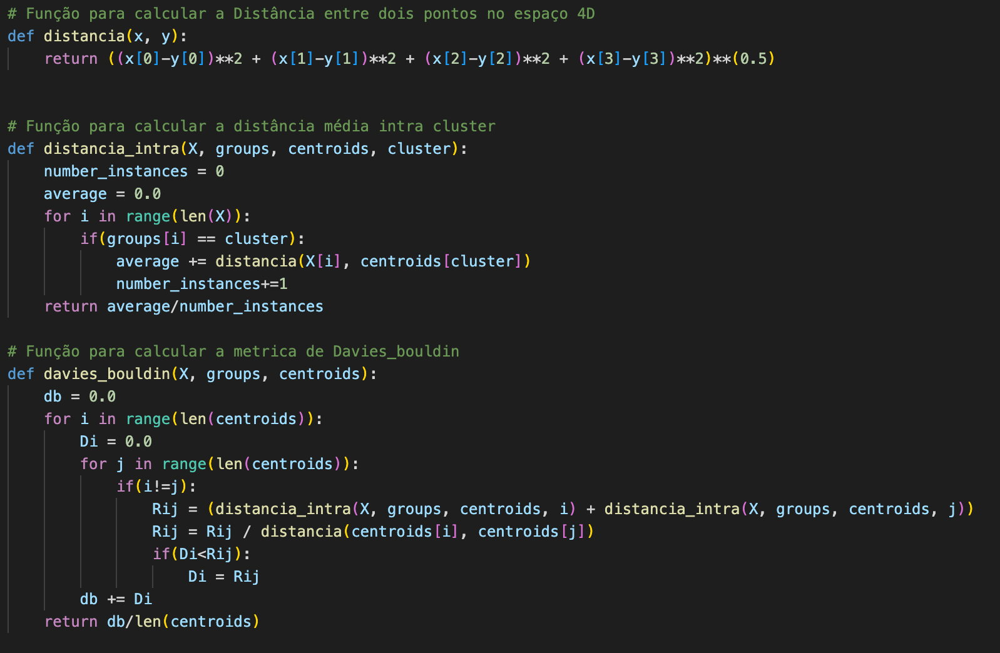 # Função para calcular a Distância entre dois pontos no espaço 4D
def distancia(x, y):
    return ((x[0]-y[0])**2 + (x[1]-y[1])**2 + (x[2]-y[2])**2 + (x[3]-y[3])**2)**(0.5)
# Função para calcular a distância média intra cluster
def distancia_intra(X, groups, centroids, cluster):
    number_instances = 0
    average = 0.0
    for i in range(len(X)):
        if(groups[i] == cluster):
            average += distancia(X[i], centroids[cluster])
            number_instances+=1
    return average/number_instances
# Função para calcular a metrica de Davies_bouldin
def davies_bouldin(X, groups, centroids):
    db = 0.0
    for i in range(len(centroids)):
        Di = 0.0
        for j in range(len(centroids)):
            if(i!=j):
                Rij = (distancia_intra(X, groups, centroids, i) + distancia_intra(X, groups, centroids, j))
                Rij = Rij / distancia(centroids[i], centroids[j])
                if(Di<Rij):
                    Di = Rij
        db += Di
    return db/len(centroids)